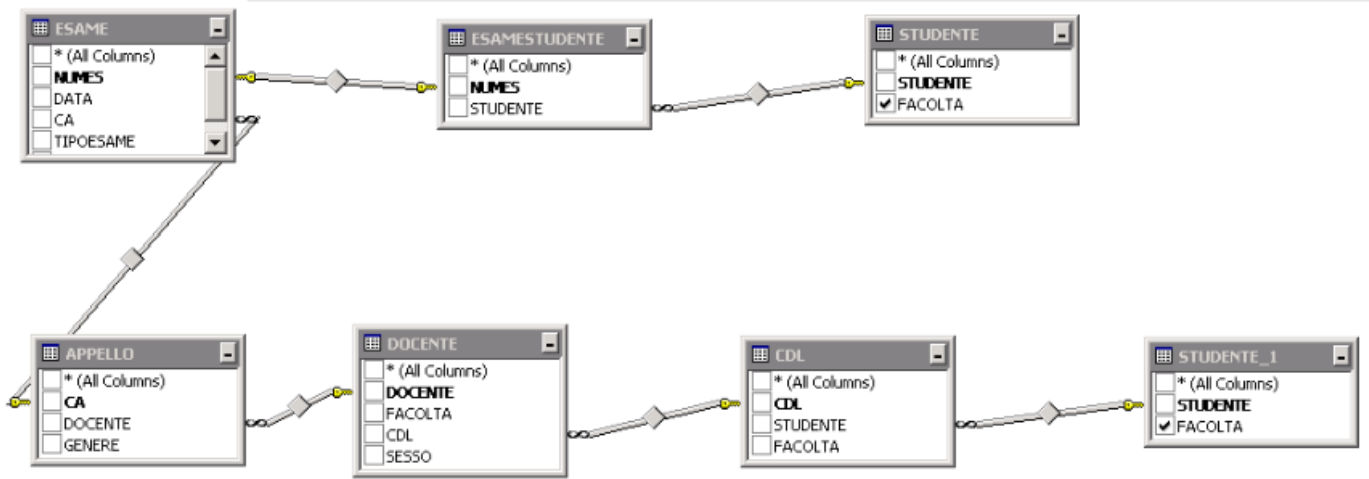 ESAME
* (All Columns)
NUMES
DATA
CA
TIPOESAME
ESAMESTUDENTE
* (All Columns)
NUMES
STUDENTE
STUDENTE
* (All Columns)
STUDENTE
FACOLTA
APPELLO
* (All Columns)
CA
DOCENTE
GENERE
DOCENTE
* (All Columns)
DOCENTE
FACOLTA
CDL
SESSO
CDL
* (All Columns)
CDL
STUDENTE
FACOLTA
STUDENTE_1
* (All Columns)
STUDENTE
FACOLTA